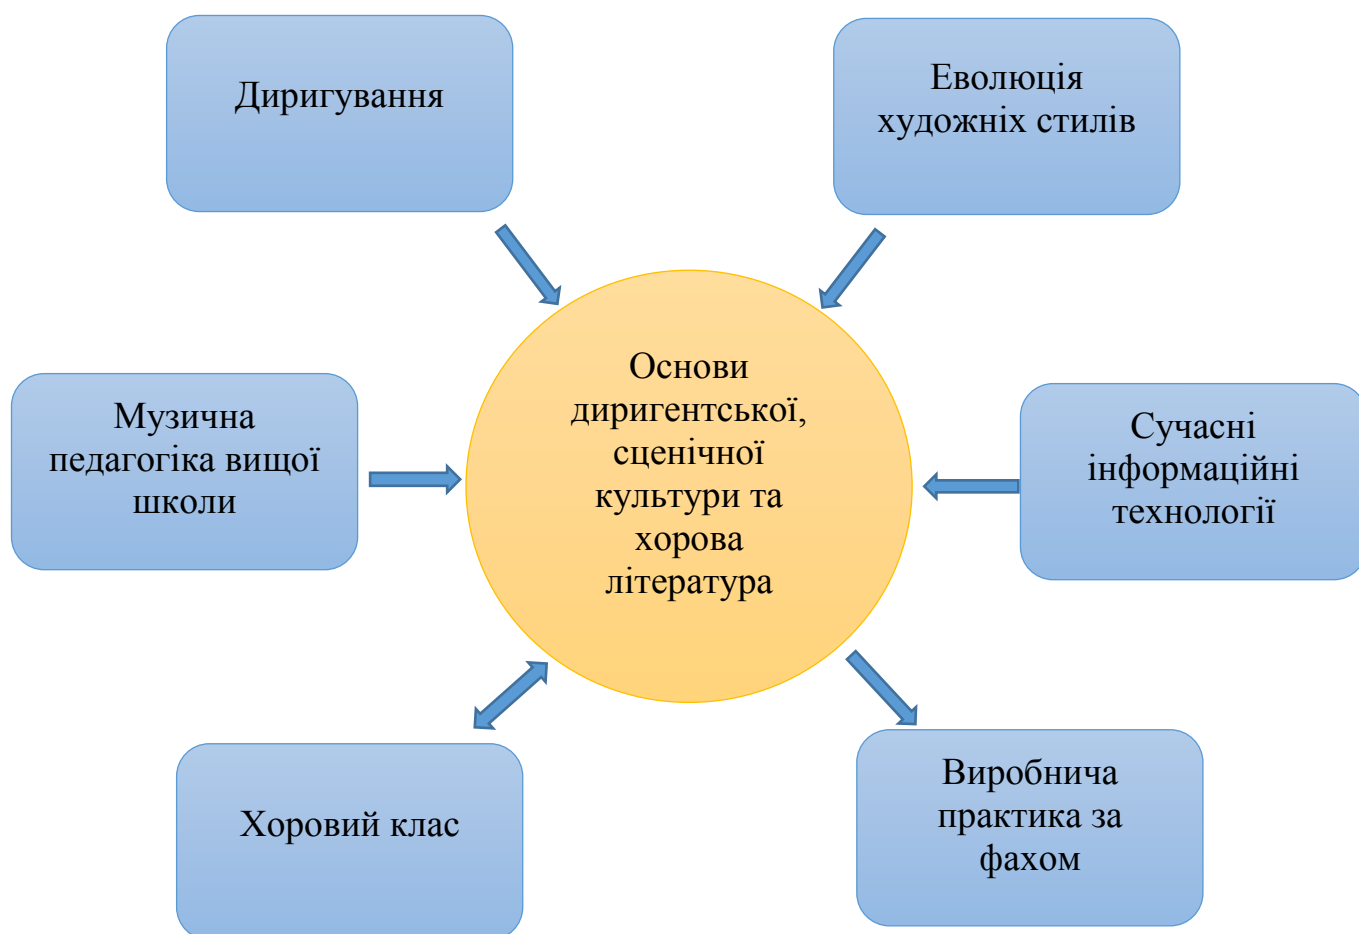 Диригування
Еволюція
художніх стилів
Основи
диригентської,
сценічної
культури та
хорова
література
Музична
педагогіка вищої
школи
Сучасні
інформаційні
технології
Хоровий клас
Виробнича
практика за
фахом